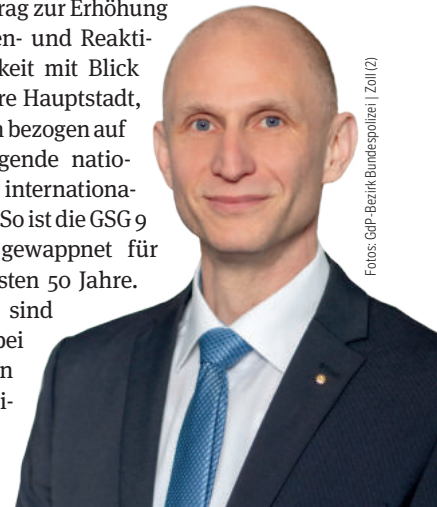 rag zur Erhöhung
en- und Reakti-
keit mit Blick
re Hauptstadt,
n bezogen auf
gende natio-
internationa-
So ist die GSG 9
gewappnet für
sten 50 Jahre.
sind
bei
n
i-
Fotos: GdP-Bezirk Bundespolizei | Zoll (2)